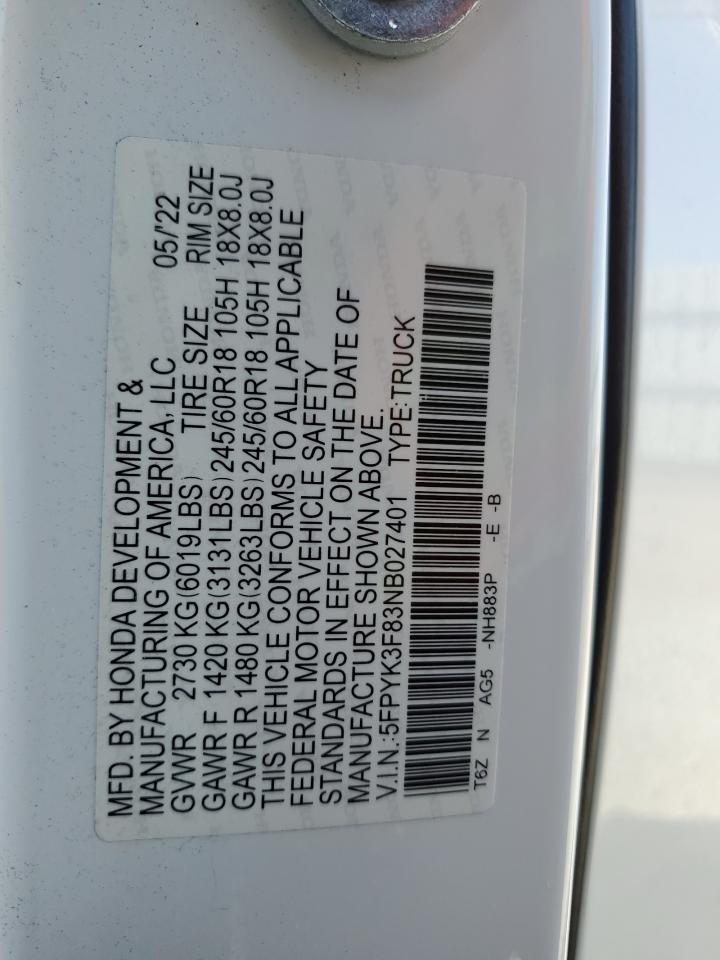 MFD. BY HONDA DEVELOPMENT &
MANUFACTURING OF AMERICA, LLC 05/'22
GVWR 2730 KG(6019LBS) TIRE SIZE RIM SIZE
GAWR F 1420 KG(3131LBS)245/60R18 105H 18X8.0J
GAWR R 1480 KG(3263LBS)245/60R18 105H 18X8.0J
THIS VEHICLE CONFORMS TO ALL APPLICABLE
FEDERAL MOTOR VEHICLE SAFETY
STANDARDS IN EFFECT ON THE DATE OF
MANUFACTURE SHOWN ABOVE.
V.I.N.:5FPYK3F83NB027401 TYPE:TRUCK
T6Z N AG5 -NH883P -E -B